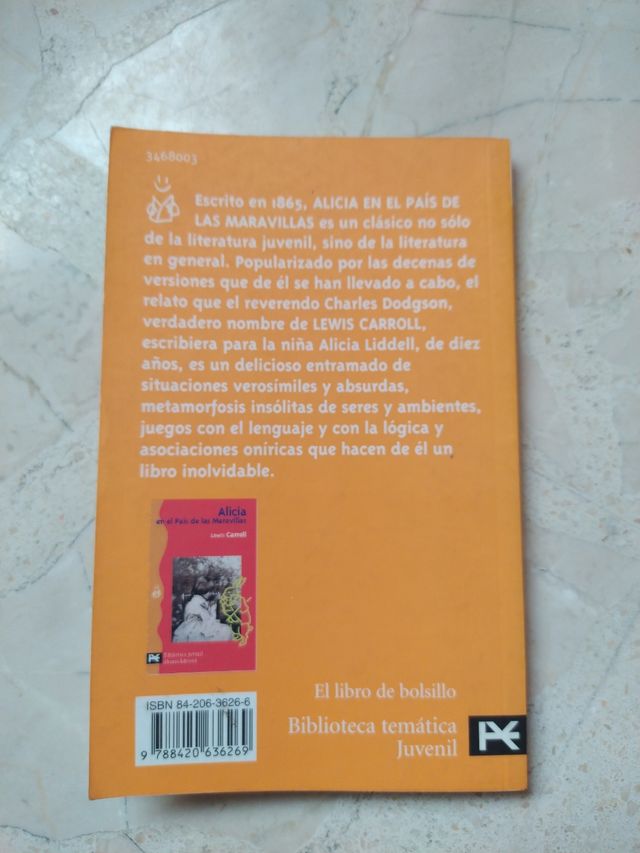 3468003
Escrito en 1865, ALICIA EN EL PAÍS DE
LAS MARAVILLAS es un clásico no sólo
de la literatura juvenil, sino de la literatura
en general. Popularizado por las decenas de
versiones que de él se han llevado a cabo, el
relato que el reverendo Charles Dodgson,
verdadero nombre de LEWIS CARROLL,
escribiera para la niña Alicia Liddell, de diez
años, es un delicioso entramado de
situaciones verosímiles y absurdas,
metamorfosis insólitas de seres y ambientes,
juegos con el lenguaje y con la lógica y
asociaciones oníricas que hacen de él un
libro inolvidable.
Alicia
en el País de las Maravillas
Lewis Carroll
Biblioteca juvenil
Alianza Editorial
El libro de bolsillo
Biblioteca temática
Juvenil
ISBN 84-206-3626-6
9 788420 636269